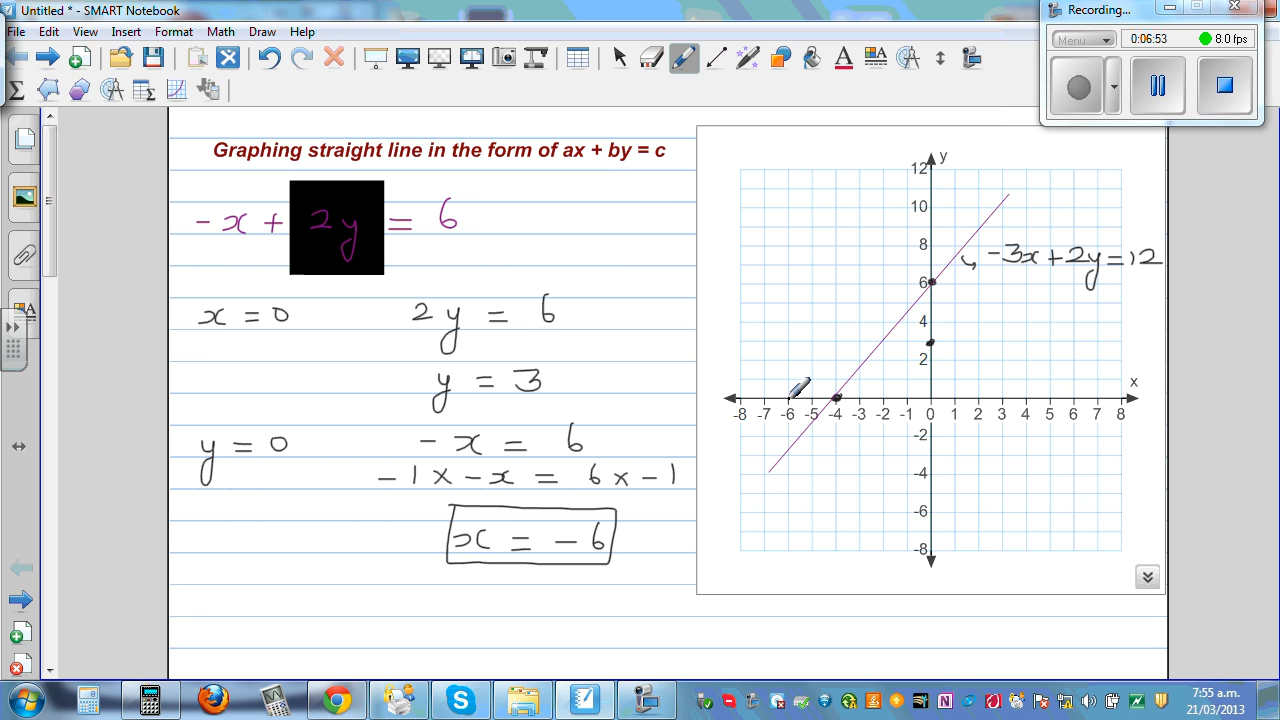 Untitled * - SMART Notebook
Recording...
File Edit View Insert Format Math Draw Help
Menu
0:06:53
8.0 fps
Graphing straight line in the form of ax + by = c
-x + 2y = 6
x = 0 2y = 6
y = 3
y = 0 -x = 6
-1 x -x = 6 x -1
x = -6
y
12
10
8
-3x + 2y = 12
6
4
2
x
-8 -7 -6 -5 -4 -3 -2 -1 0 1 2 3 4 5 6 7 8
-2
-4
-6
-8
7:55 a.m.
21/03/2013